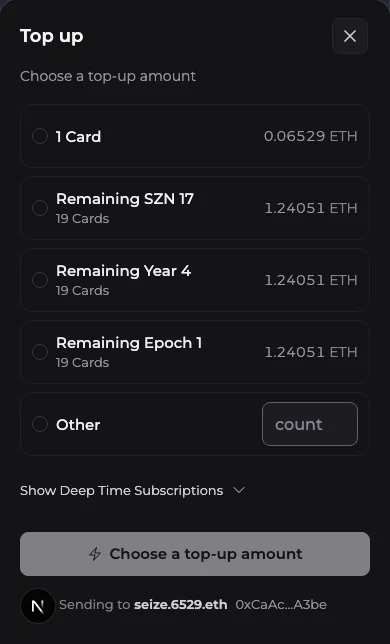 Top up
Choose a top-up amount
1 Card 0.06529 ETH
Remaining SZN 17
19 Cards
1.24051 ETH
Remaining Year 4
19 Cards
1.24051 ETH
Remaining Epoch 1
19 Cards
1.24051 ETH
Other count
Show Deep Time Subscriptions
Choose a top-up amount
N Sending to seize.6529.eth 0xCaAc...A3be